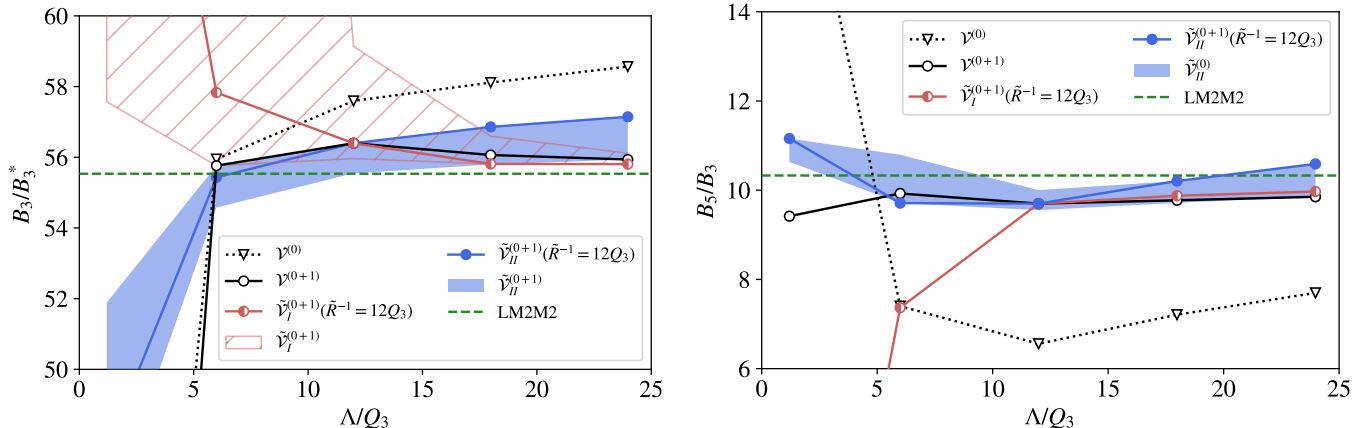 60
58
56
54
52
50
B₃/B₃*
0
5
10
15
20
25
Λ/Q₃
𝒱⁽⁰⁾
𝒱⁽⁰⁺¹⁾
𝒱̃_I⁽⁰⁺¹⁾(R̃⁻¹ = 12Q₃)
𝒱̃_I⁽⁰⁺¹⁾
𝒱̃_II⁽⁰⁺¹⁾(R̃⁻¹ = 12Q₃)
𝒱̃_II⁽⁰⁺¹⁾
LM2M2
14
12
10
8
6
B₅/B₃
0
5
10
15
20
25
Λ/Q₃
𝒱⁽⁰⁾
𝒱⁽⁰⁺¹⁾
𝒱̃_I⁽⁰⁺¹⁾(R̃⁻¹ = 12Q₃)
𝒱̃_II⁽⁰⁺¹⁾(R̃⁻¹ = 12Q₃)
𝒱̃_II⁽⁰⁾
LM2M2